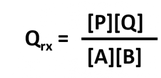 Qrx = [P][Q]
[A][B]